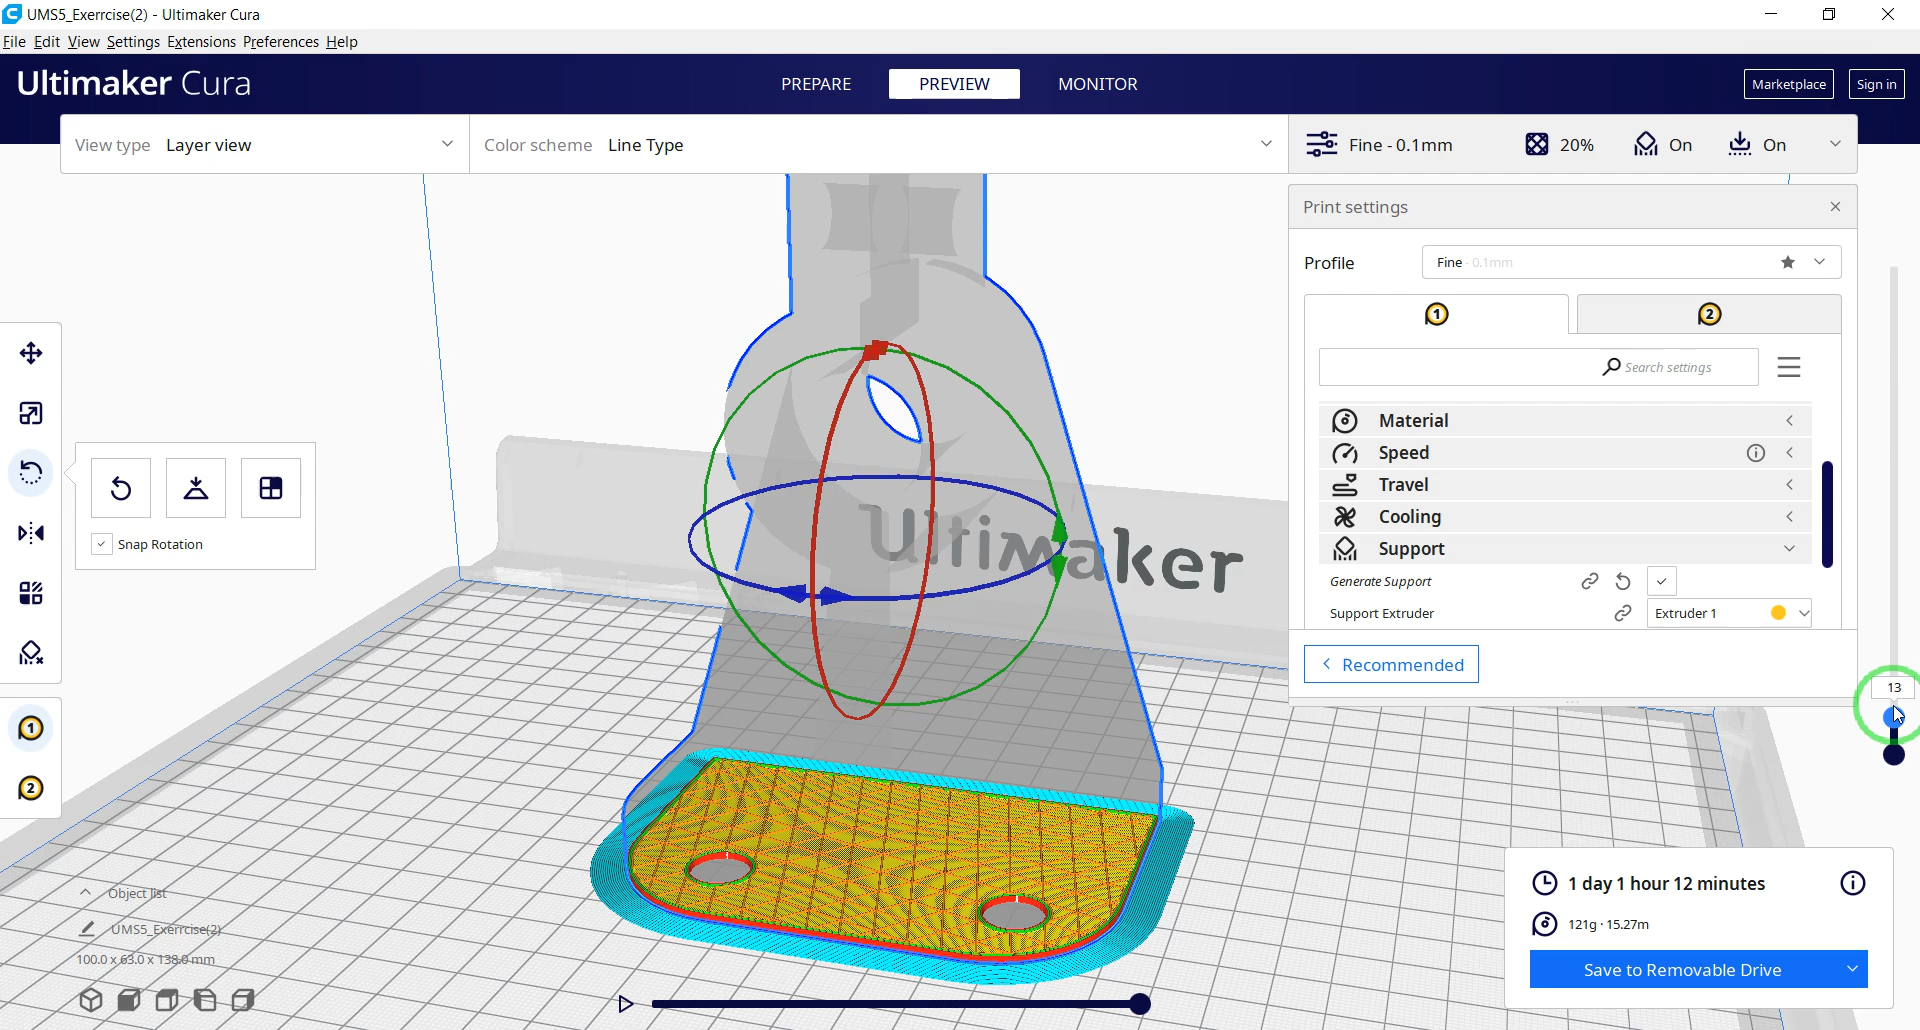 UMS5_Exerrcise(2) - Ultimaker Cura
File Edit View Settings Extensions Preferences Help
Ultimaker Cura
PREPARE
PREVIEW
MONITOR
Marketplace
Sign in
View type Layer view
Color scheme Line Type
Fine - 0.1mm
20%
On
On
Print settings
Profile
Fine - 0.1mm
1
2
Search settings
Material
Speed
Travel
Cooling
Support
Generate Support
Support Extruder
Extruder 1
Recommended
13
Snap Rotation
1
2
Ultimaker
Object list
UMS5_Exerrcise(2)
100.0 x 63.0 x 138.0 mm
1 day 1 hour 12 minutes
121g · 15.27m
Save to Removable Drive